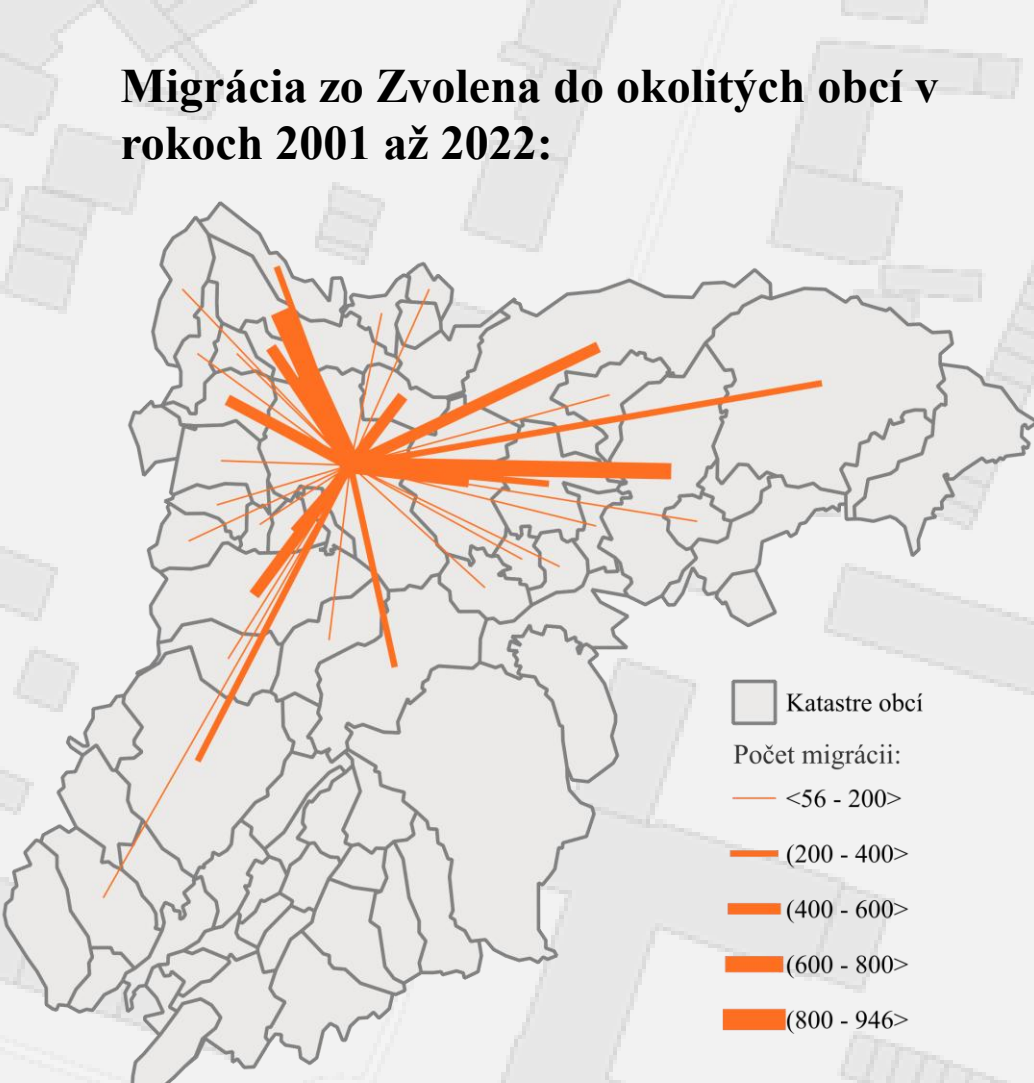 Migrácia zo Zvolena do okolitých obcí v
rokoch 2001 až 2022:
Katastre obcí
Počet migrácii:
<56 - 200>
(200 - 400>
(400 - 600>
(600 - 800>
(800 - 946>